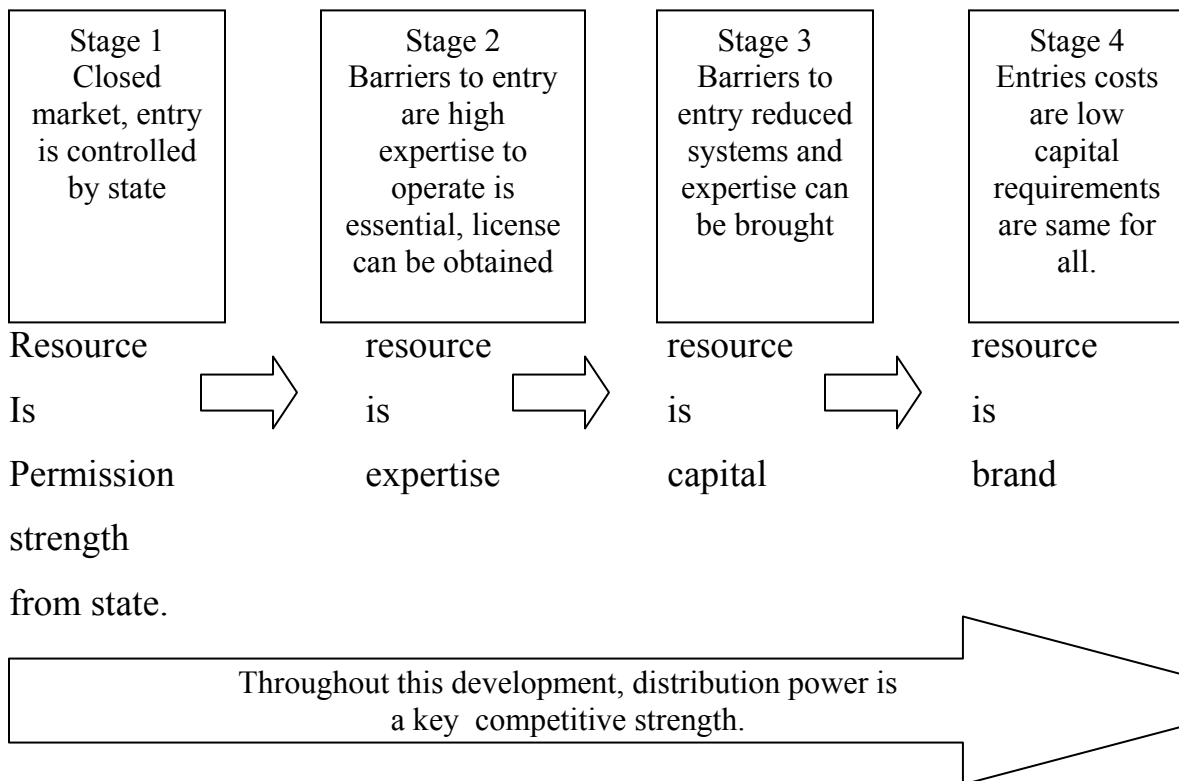 Stage 1
Closed
market, entry
is controlled
by state
Stage 2
Barriers to entry
are high
expertise to
operate is
essential, license
can be obtained
Stage 3
Barriers to
entry reduced
systems and
expertise can
be brought
Stage 4
Entries costs
are low
capital
requirements
are same for
all.
Resource
Is
Permission
strength
from state.
resource
is
expertise
resource
is
capital
resource
is
brand
Throughout this development, distribution power is
a key competitive strength.